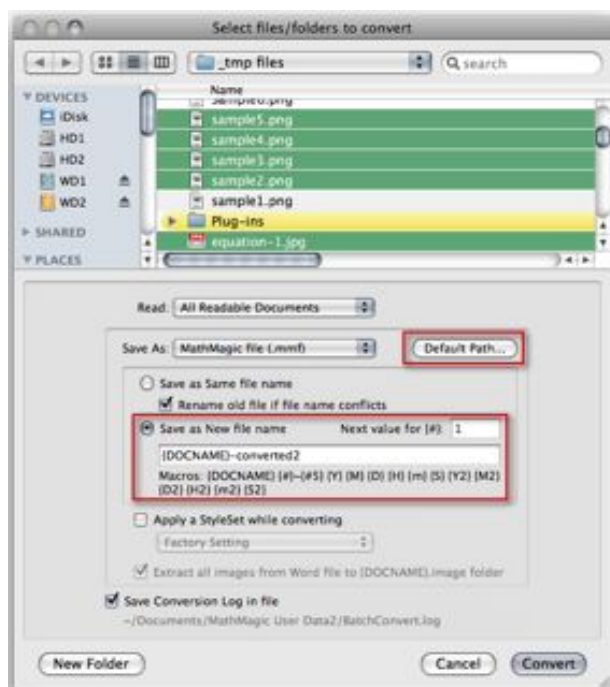 Select files/folders to convert
_tmp files
search
DEVICES
Name
iDisk
sample6.png
HD1
sample5.png
HD2
sample4.png
WD1
sample3.png
WD2
sample2.png
SHARED
sample1.png
PLACES
Plug-ins
equation-1.jpg
Read: All Readable Documents
Save As: MathMagic file (.mmf) Default Path...
Save as Same file name
Rename old file if file name conflicts
Save as New file name Next value for {#}: 1
{DOCNAME}-converted2
Macros: {DOCNAME} {#}~{#5} {Y} {M} {D} {H} {m} {S} {Y2} {M2}
{D2} {H2} {m2} {S2}
Apply a StyleSet while converting
Factory Setting
Extract all images from Word file to {DOCNAME}.image folder
Save Conversion Log in file
~/Documents/MathMagic User Data2/BatchConvert.log
New Folder Cancel Convert